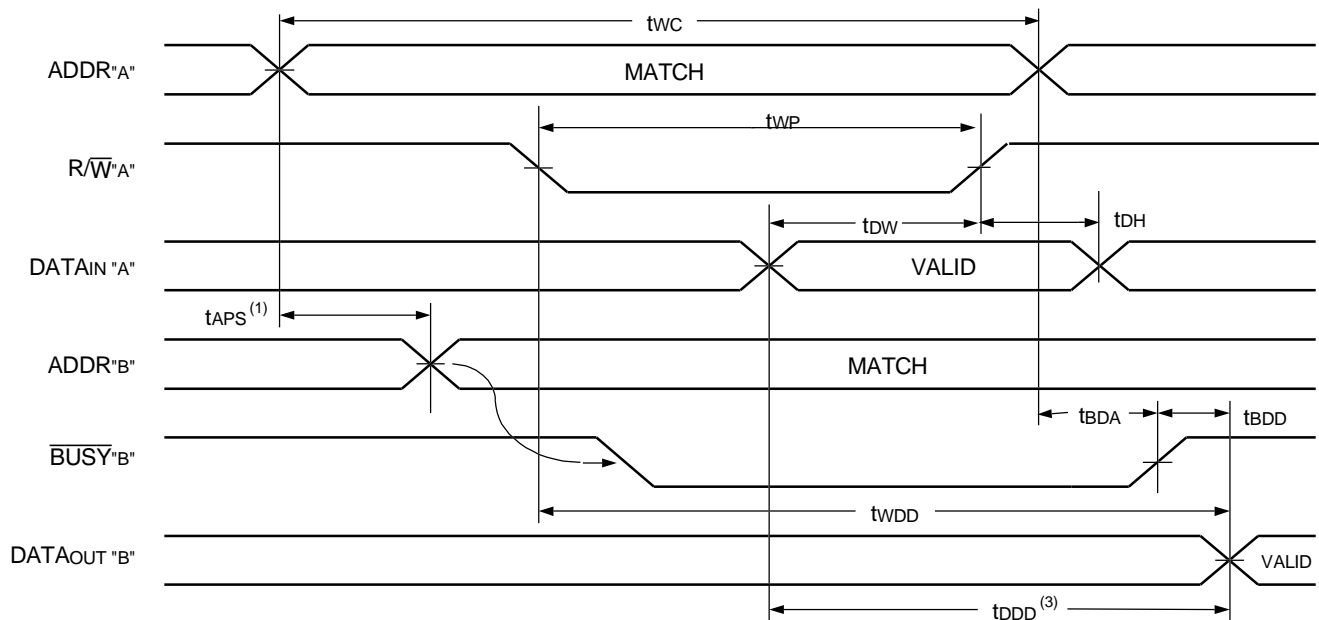 tWC
ADDR"A"
MATCH
tWP
R/W̅"A"
tDW
tDH
DATAIN "A"
VALID
tAPS (1)
ADDR"B"
MATCH
tBDA
tBDD
B̅U̅S̅Y̅"B"
tWDD
DATAOUT "B"
VALID
tDDD (3)